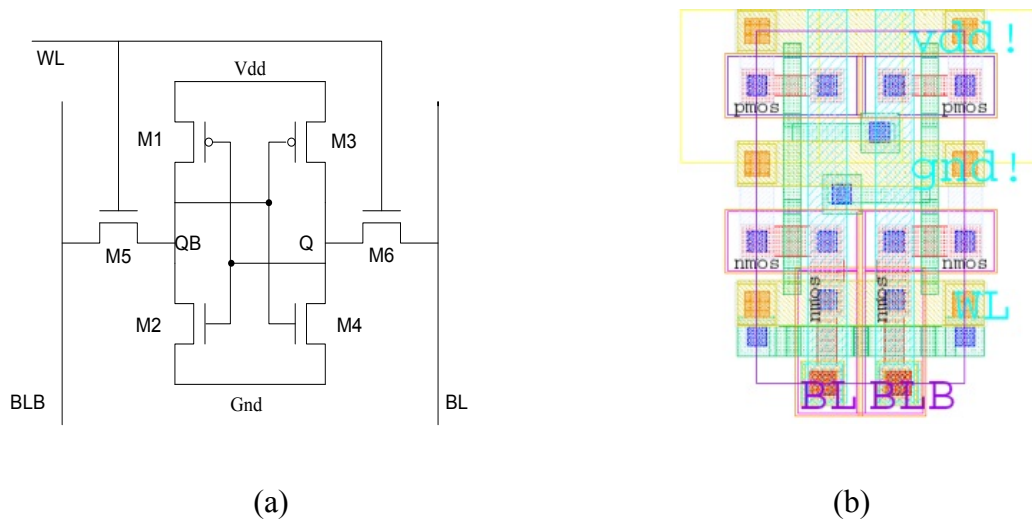 WL
Vdd
M1
M3
M5
QB
Q
M6
M2
M4
BLB
Gnd
BL
(a)
vdd!
pmos pmos
gnd!
nmos nmos
nmos nmos
WL
BL BLB
(b)